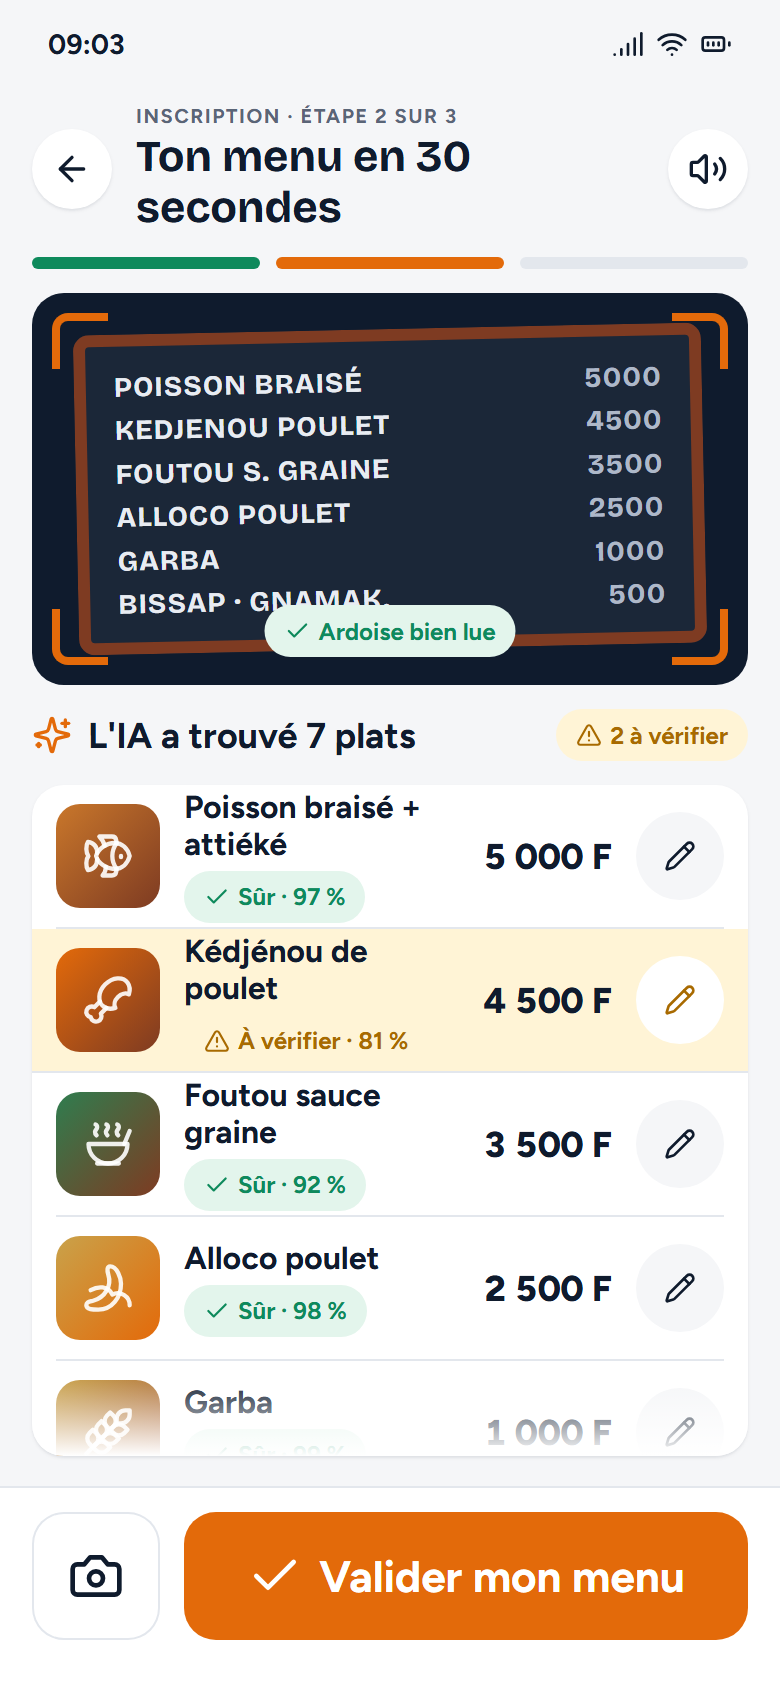 09:03
INSCRIPTION · ÉTAPE 2 SUR 3
Ton menu en 30
secondes
POISSON BRAISÉ 5000
KEDJENOU POULET 4500
FOUTOU S. GRAINE 3500
ALLOCO POULET 2500
GARBA 1000
BISSAP · GNAMAK. 500
Ardoise bien lue
L'IA a trouvé 7 plats
2 à vérifier
Poisson braisé +
attiéké
5 000 F
Sûr · 97 %
Kédjénou de
poulet
4 500 F
À vérifier · 81 %
Foutou sauce
graine
3 500 F
Sûr · 92 %
Alloco poulet
2 500 F
Sûr · 98 %
Garba
1 000 F
Valider mon menu